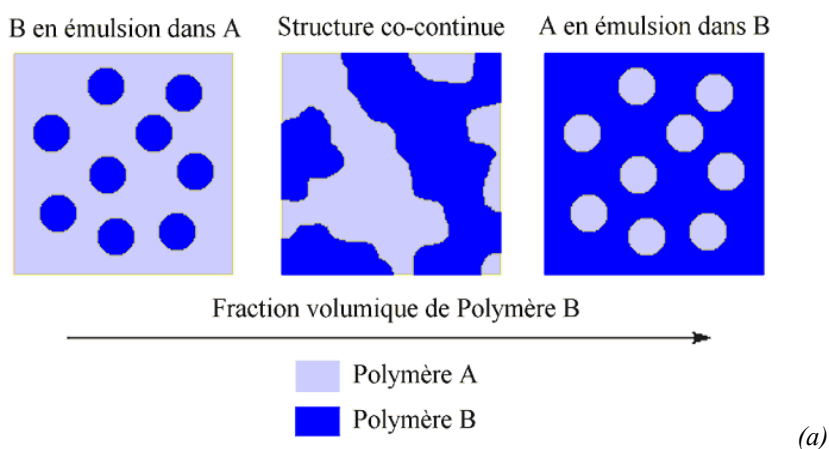 B en émulsion dans A
Structure co-continue
A en émulsion dans B
Fraction volumique de Polymère B
Polymère A
Polymère B
(a)